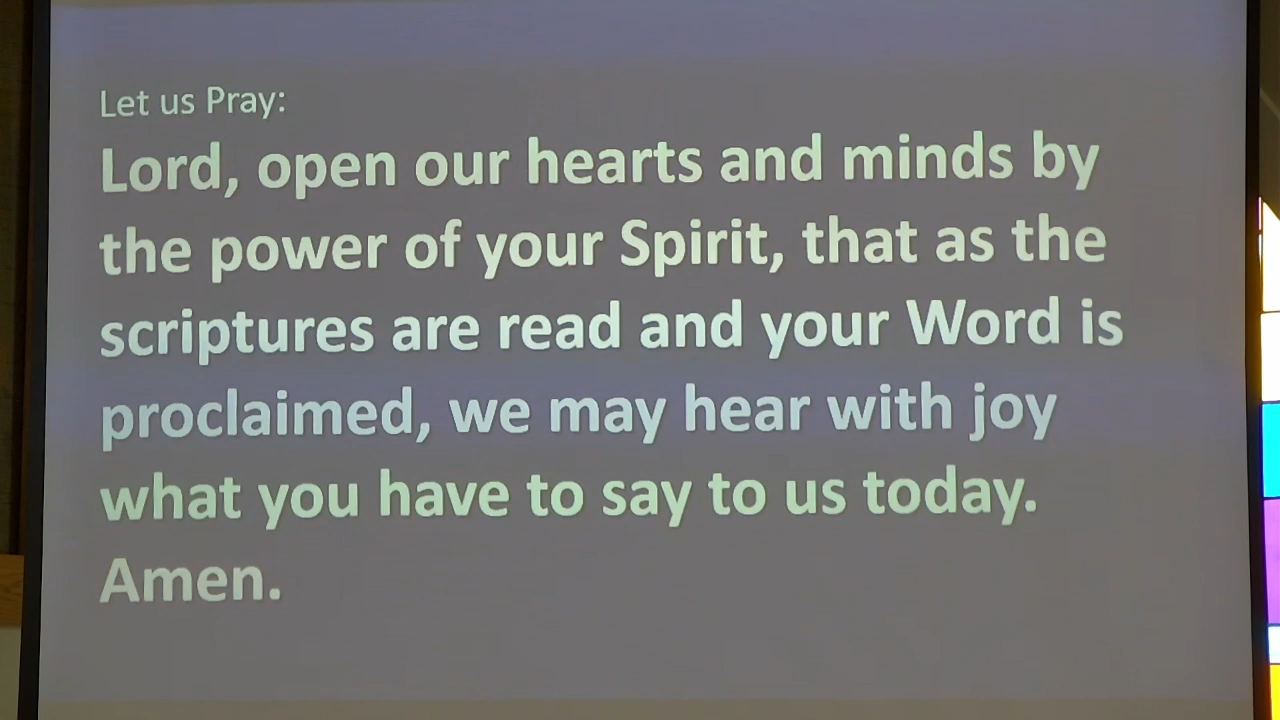 Let us Pray:
Lord, open our hearts and minds by
the power of your Spirit, that as the
scriptures are read and your Word is
proclaimed, we may hear with joy
what you have to say to us today.
Amen.